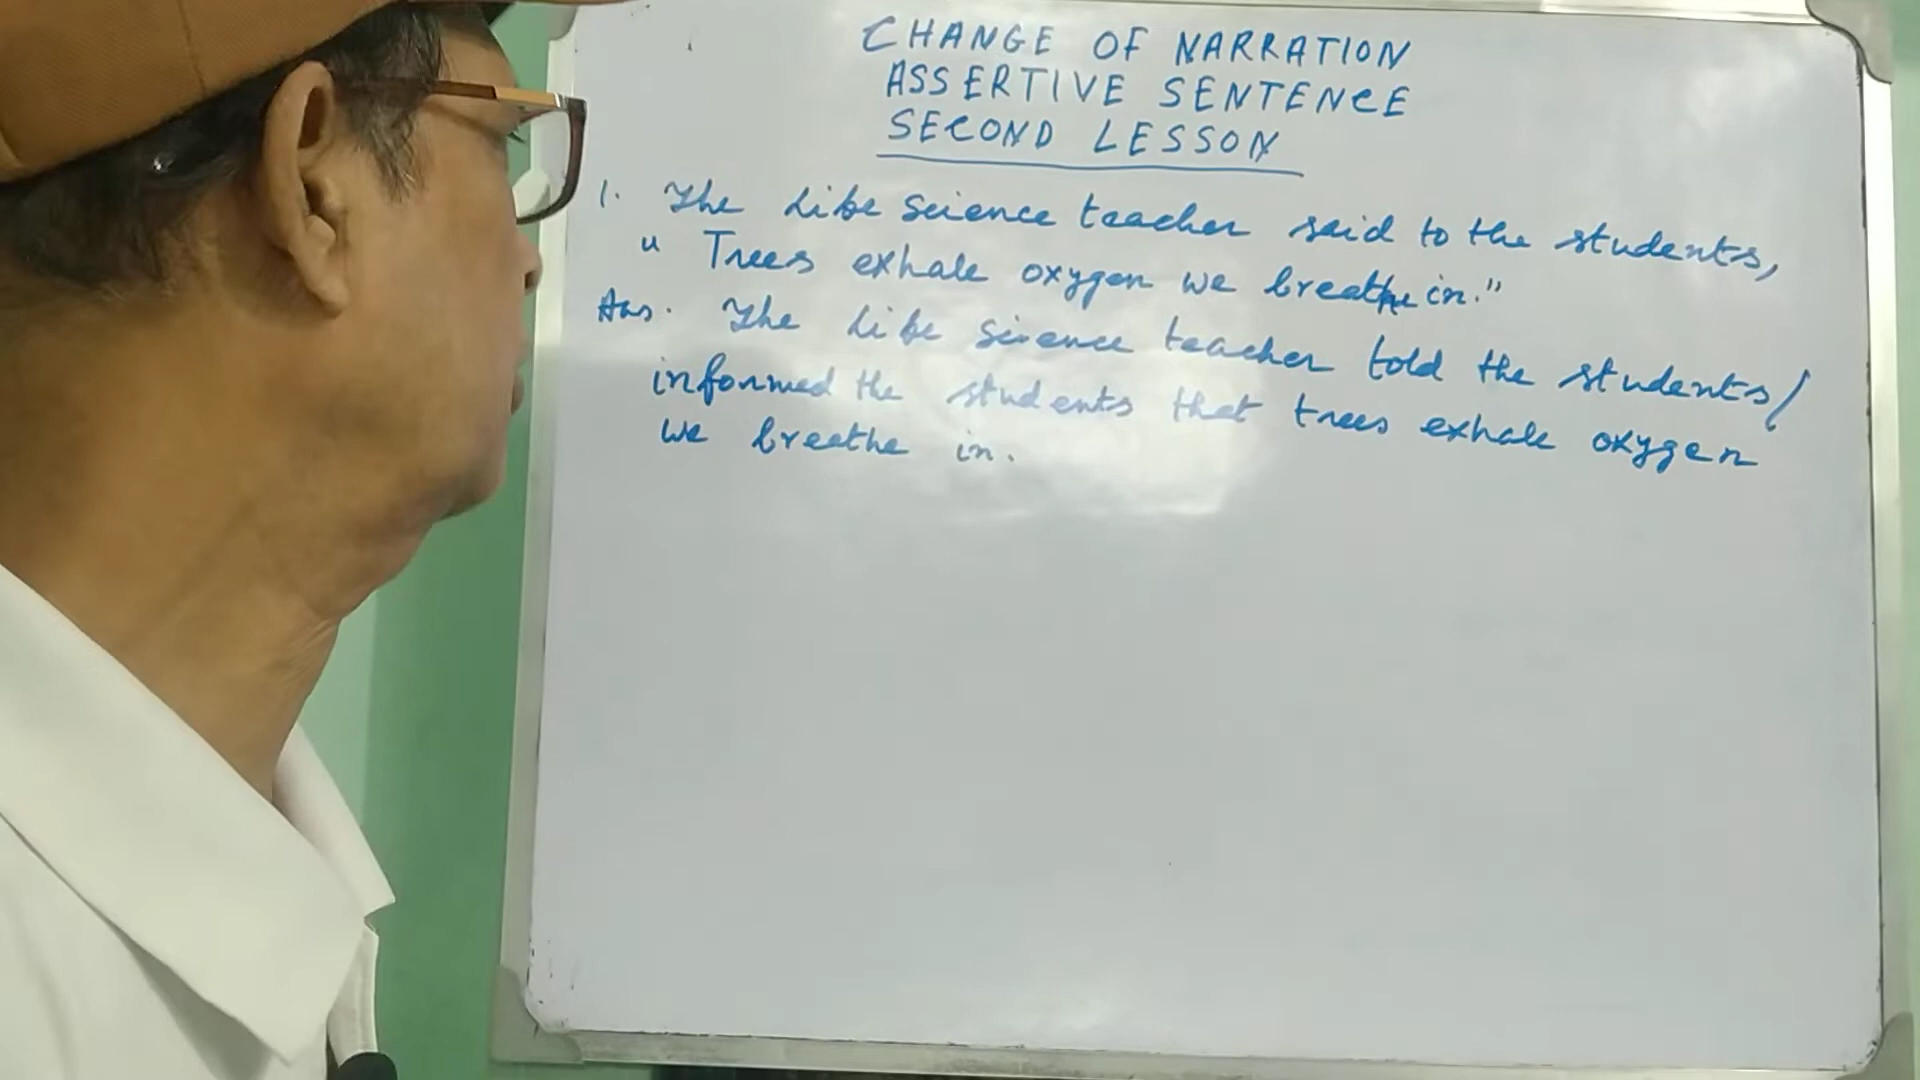 CHANGE OF NARRATION
ASSERTIVE SENTENCE
SECOND LESSON
1. The Life science teacher said to the students,
" Trees exhale oxygen we breathe in."
Ans. The Life science teacher told the students/
informed the students that trees exhale oxygen
we breathe in.